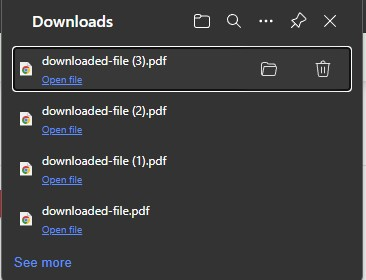 Downloads
downloaded-file (3).pdf
Open file
downloaded-file (2).pdf
Open file
downloaded-file (1).pdf
Open file
downloaded-file.pdf
Open file
See more